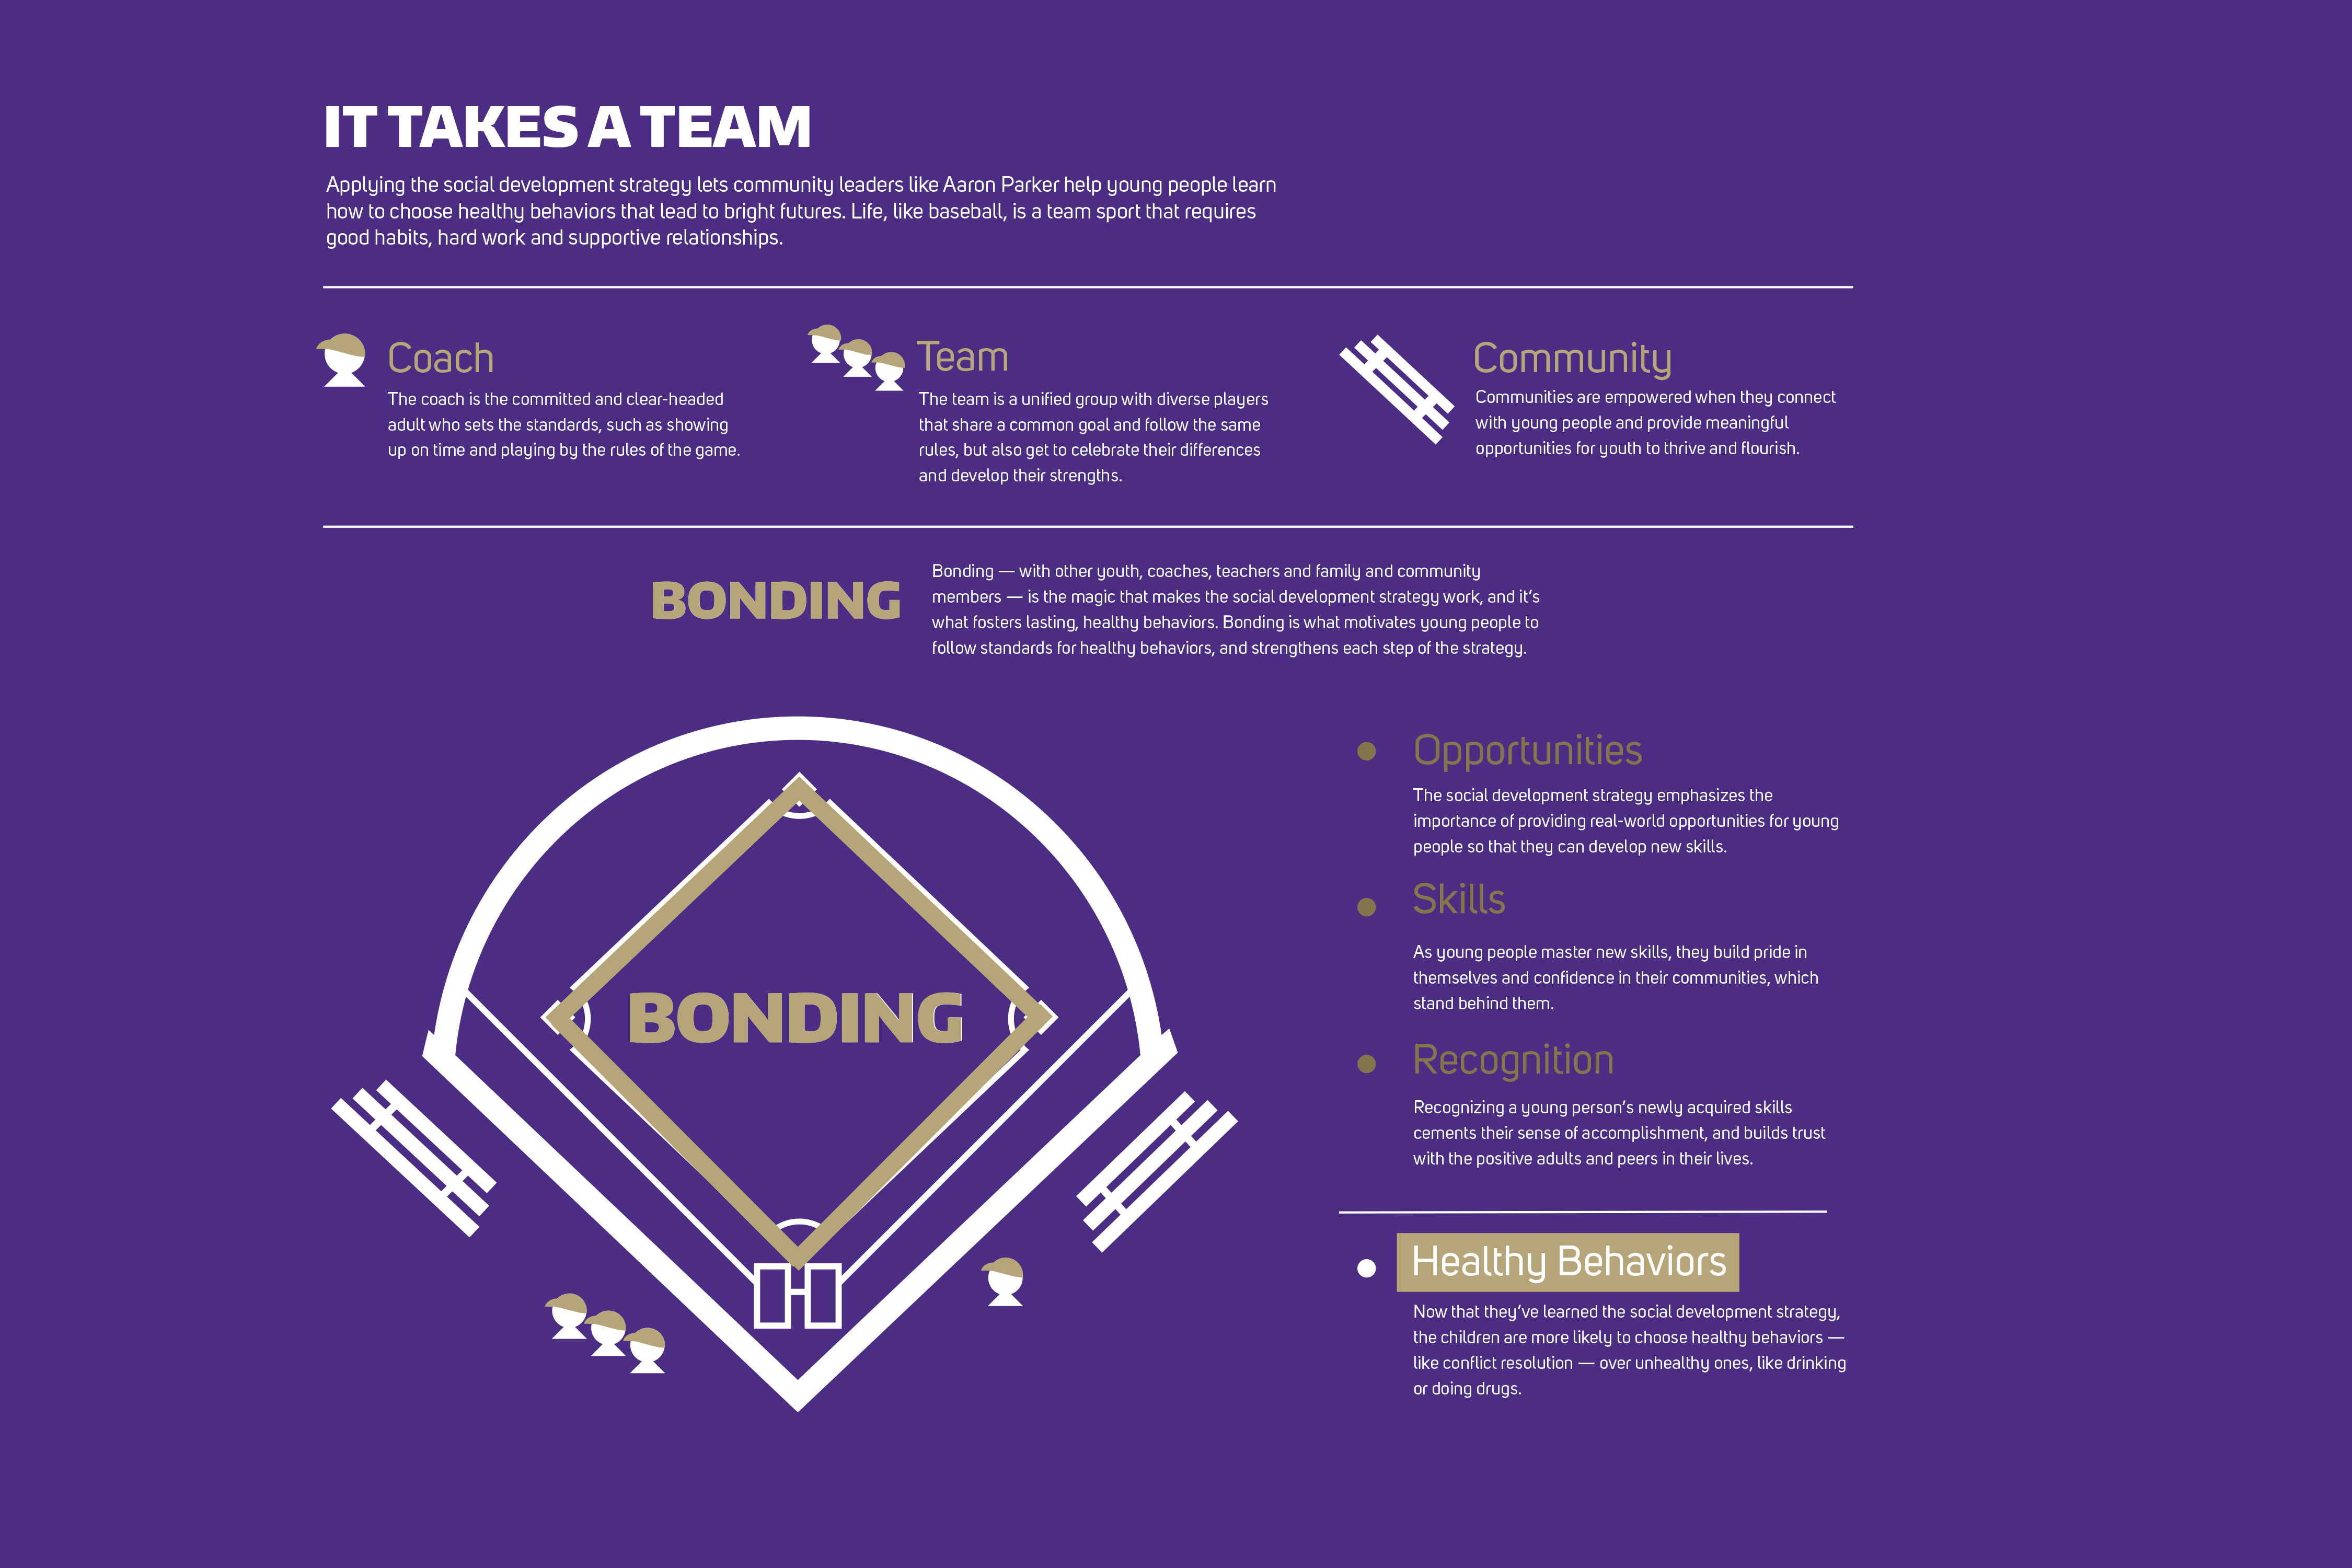 IT TAKES A TEAM
Applying the social development strategy lets community leaders like Aaron Parker help young people learn
how to choose healthy behaviors that lead to bright futures. Life, like baseball, is a team sport that requires
good habits, hard work and supportive relationships.
Coach
The coach is the committed and clear-headed
adult who sets the standards, such as showing
up on time and playing by the rules of the game.
Team
The team is a unified group with diverse players
that share a common goal and follow the same
rules, but also get to celebrate their differences
and develop their strengths.
Community
Communities are empowered when they connect
with young people and provide meaningful
opportunities for youth to thrive and flourish.
BONDING
Bonding — with other youth, coaches, teachers and family and community
members — is the magic that makes the social development strategy work, and it’s
what fosters lasting, healthy behaviors. Bonding is what motivates young people to
follow standards for healthy behaviors, and strengthens each step of the strategy.
BONDING
Opportunities
The social development strategy emphasizes the
importance of providing real-world opportunities for young
people so that they can develop new skills.
Skills
As young people master new skills, they build pride in
themselves and confidence in their communities, which
stand behind them.
Recognition
Recognizing a young person’s newly acquired skills
cements their sense of accomplishment, and builds trust
with the positive adults and peers in their lives.
Healthy Behaviors
Now that they’ve learned the social development strategy,
the children are more likely to choose healthy behaviors —
like conflict resolution — over unhealthy ones, like drinking
or doing drugs.